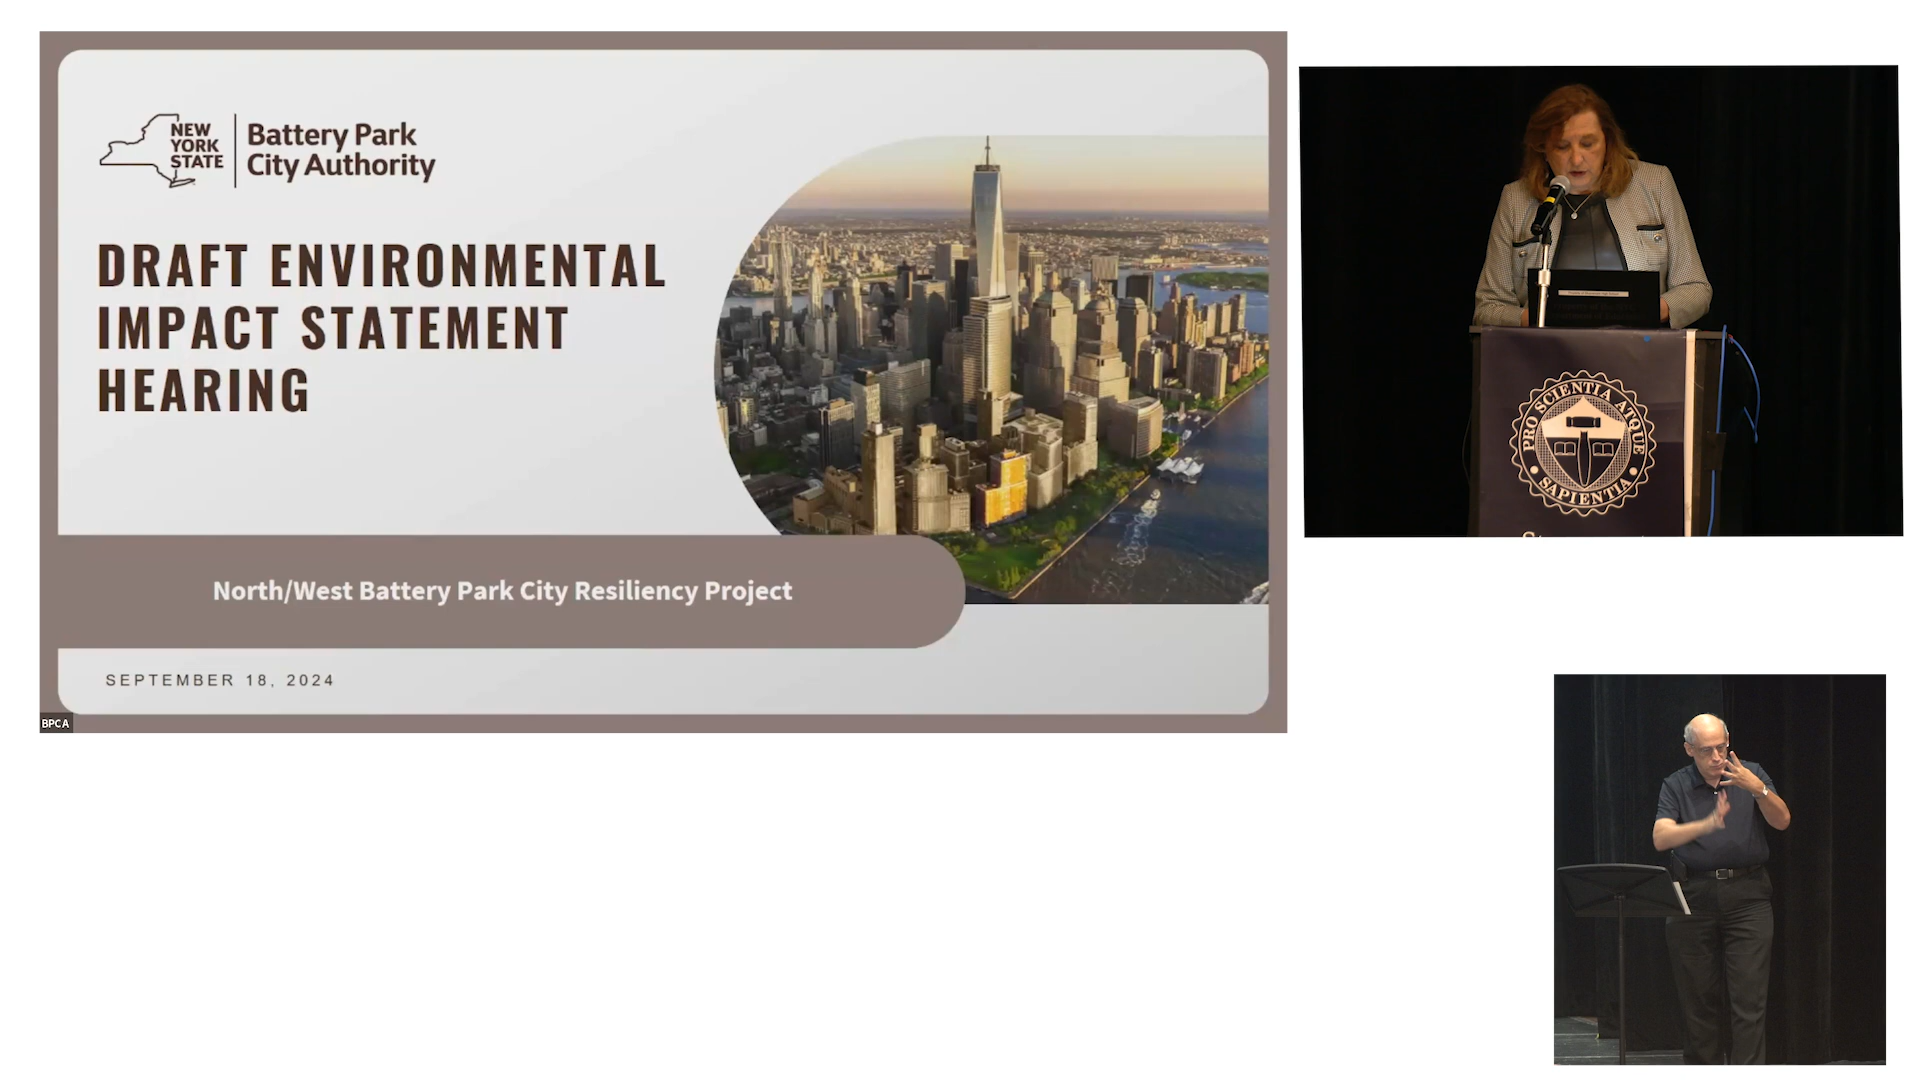 NEW
YORK
STATE
Battery Park
City Authority
DRAFT ENVIRONMENTAL
IMPACT STATEMENT
HEARING
North/West Battery Park City Resiliency Project
SEPTEMBER 18, 2024
BPCA
PRO SCIENTIA ATQUE
SAPIENTIA